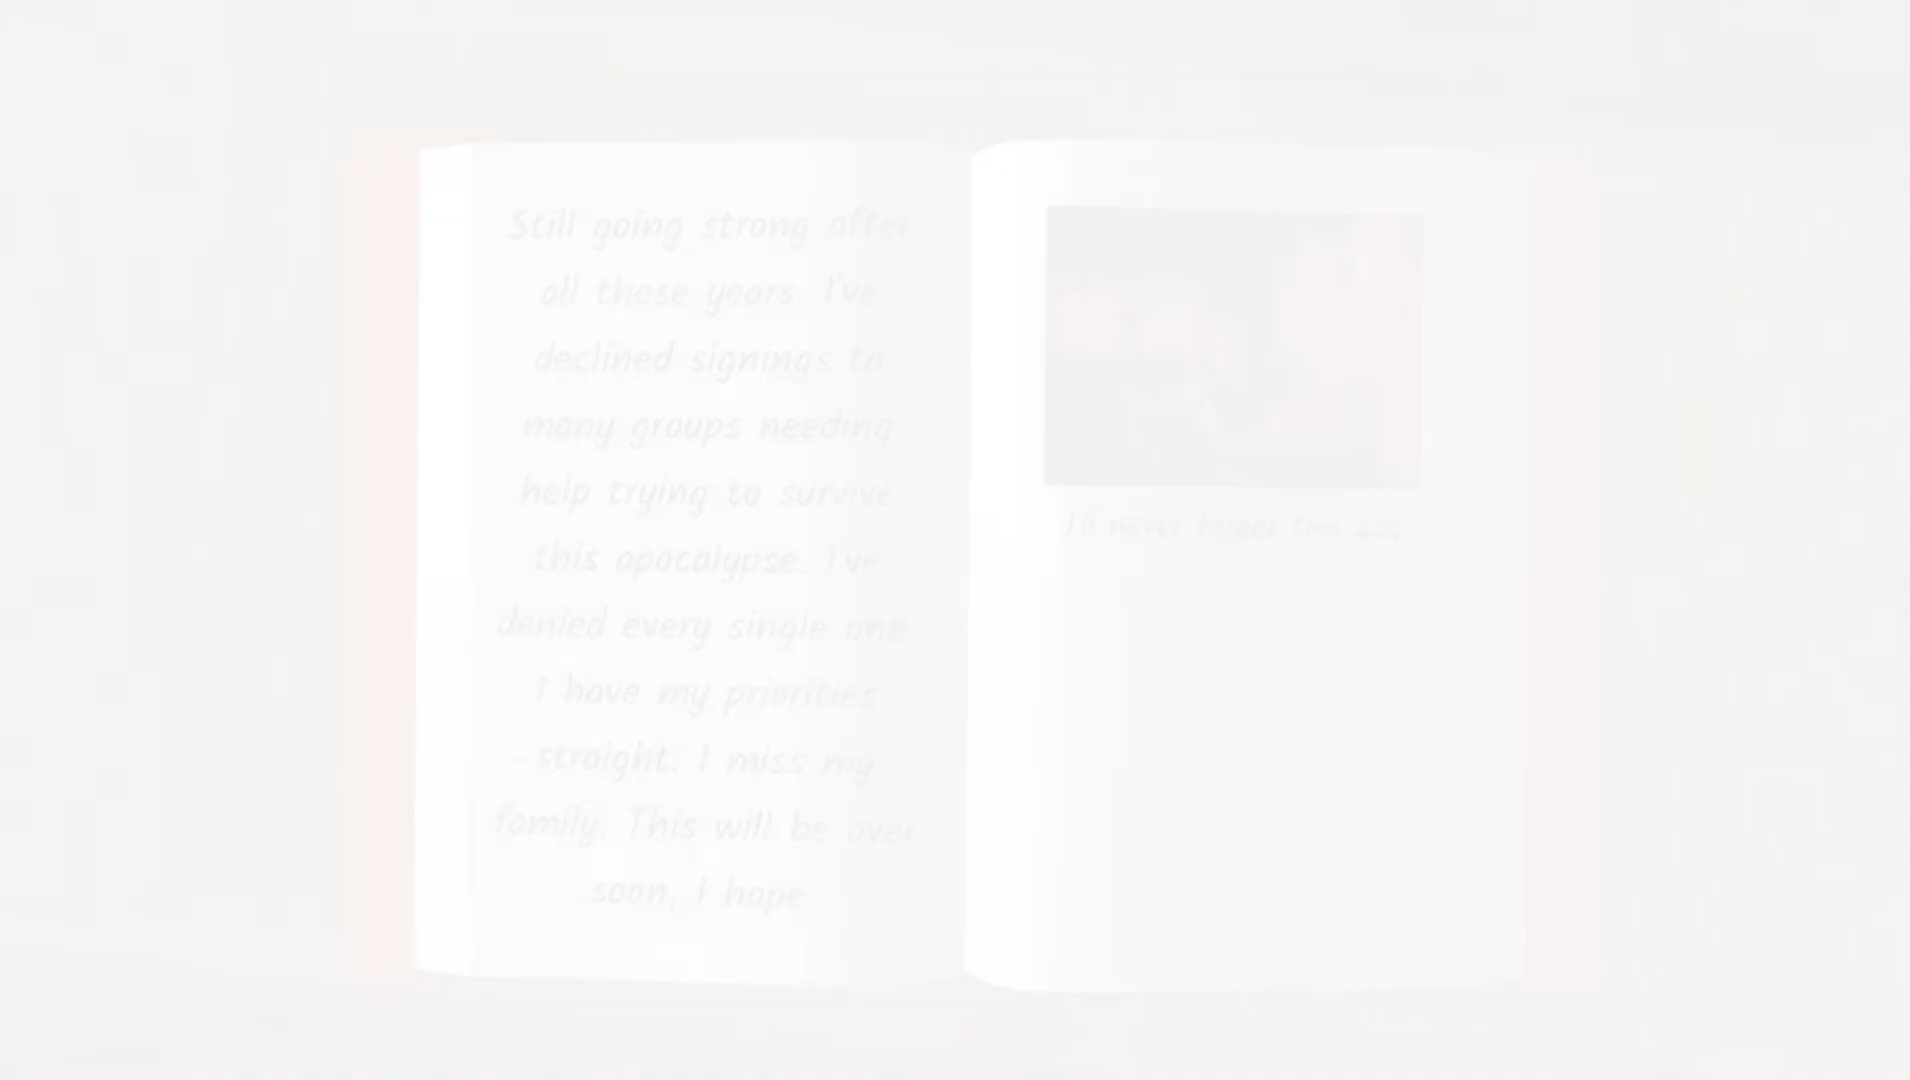 Still going strong after
all these years. I've
declined signings to
many groups needing
help trying to survive
this apocalypse. I've
denied every single one.
I have my priorities
straight. I miss my
family. This will be over
soon, I hope.
I'll never forget this day